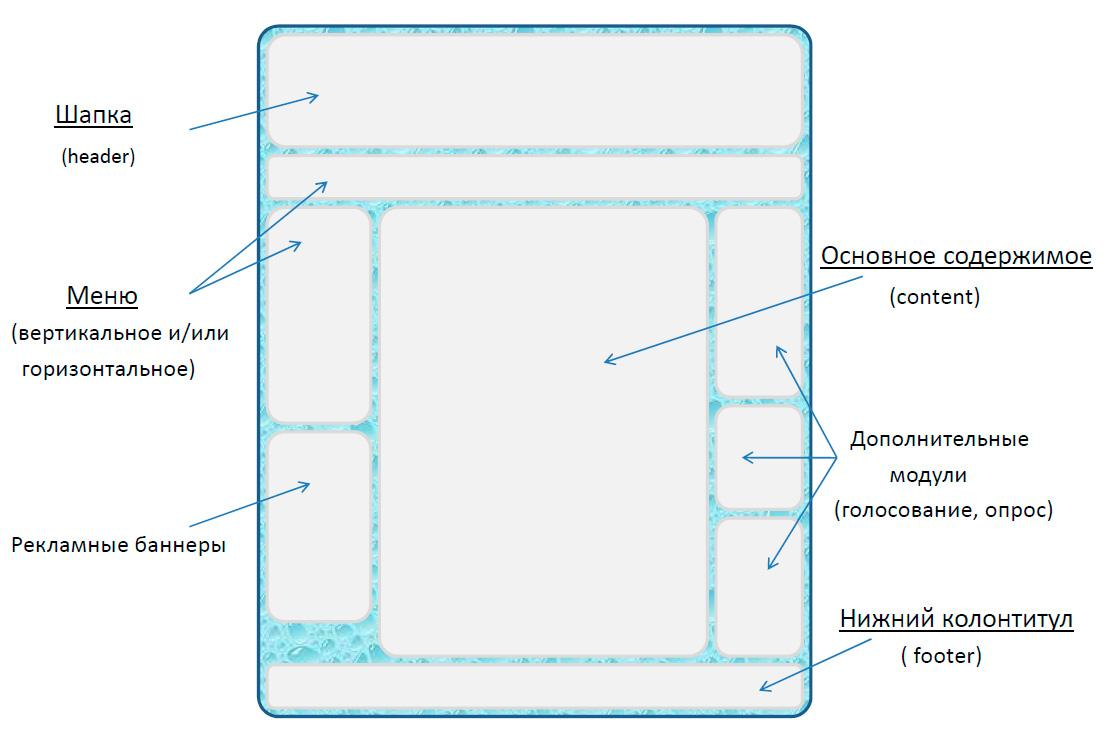 Шапка
(header)
Меню
(вертикальное и/или
горизонтальное)
Рекламные баннеры
Основное содержимое
(content)
Дополнительные
модули
(голосование, опрос)
Нижний колонтитул
( footer)